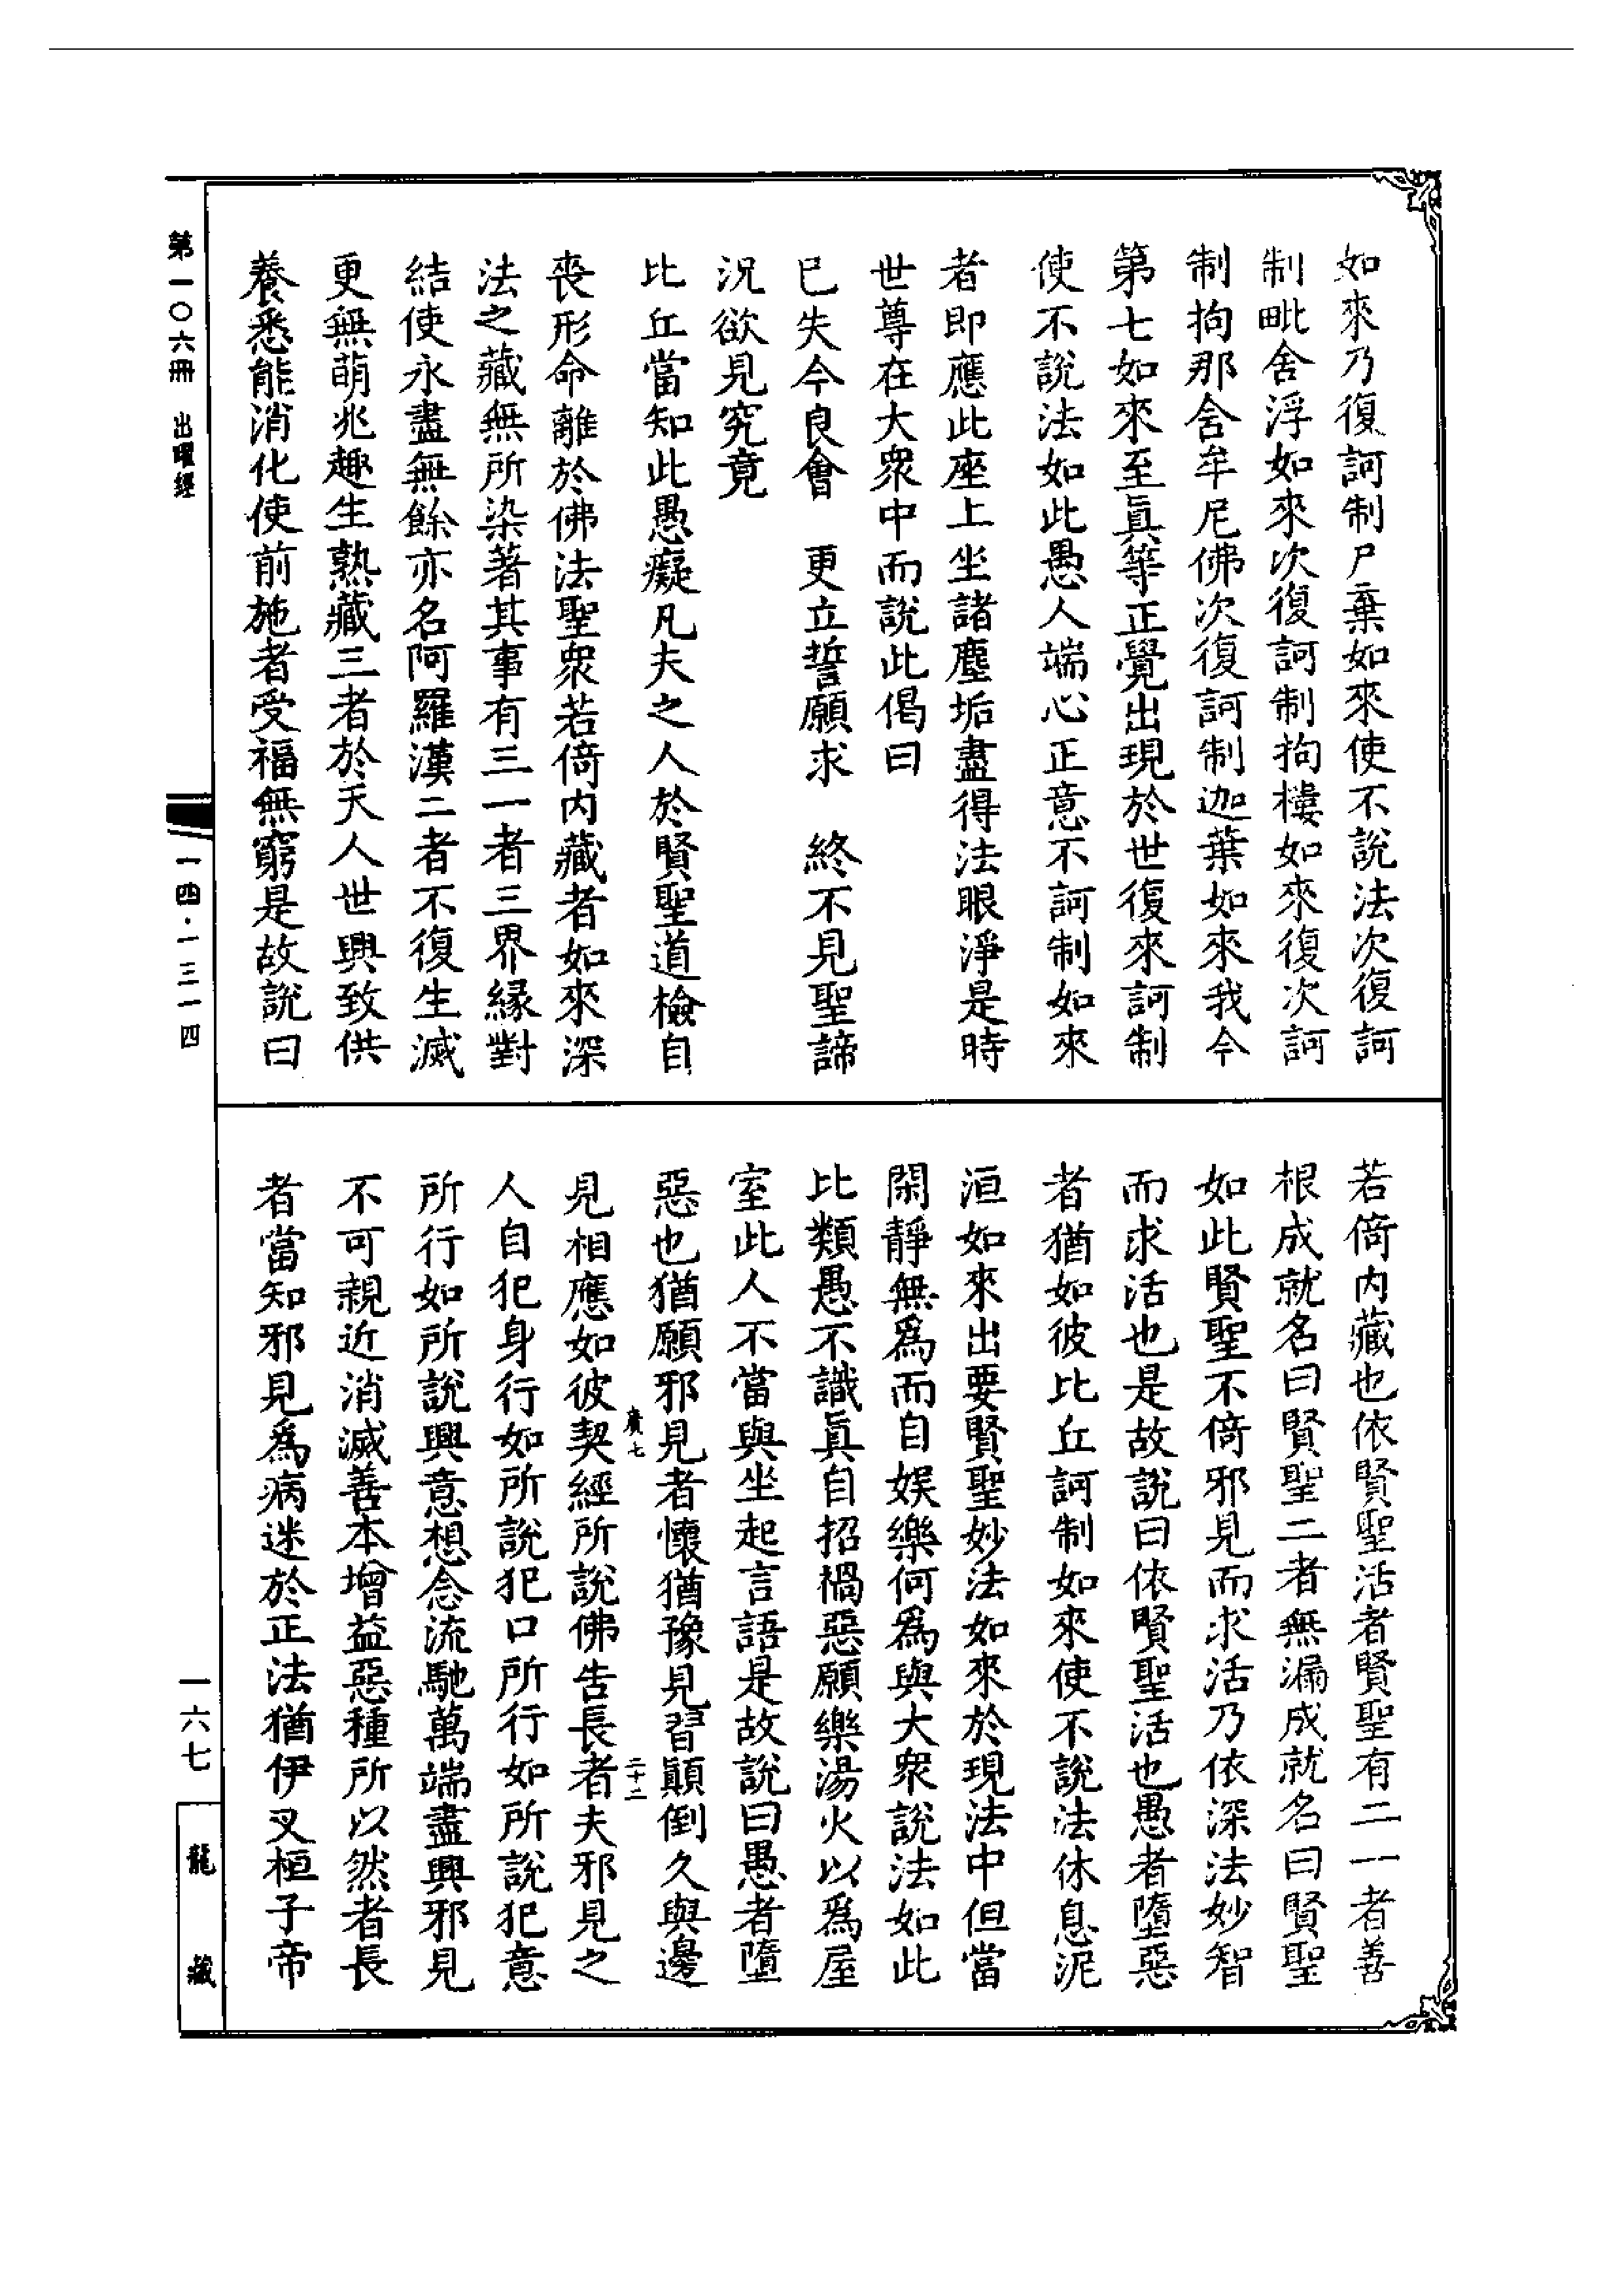 如來乃復訶制尸棄如來使不說法次復訶
制毗舍浮如來次復訶制拘樓如來復次訶
制拘那舍牟尼佛次復訶制迦葉如來我今
第七如來至眞等正覺出現於世復來訶制
使不說法如此愚人端心正意不訶制如來
者即應此座上坐諸塵垢盡得法眼淨是時
世尊在大衆中而說此偈曰
已失今良會　更立誓願求　終不見聖諦
況欲見究竟
比丘當知此愚癡凡夫之人於賢聖道檢自
喪形命離於佛法聖衆若倚內藏者如來深
法之藏無所染著其事有三一者三界緣對
結使永盡無餘亦名阿羅漢二者不復生滅
更無萌兆趣生熟藏三者於天人世興致供
養悉能消化使前施者受福無窮是故說曰
若倚內藏也依賢聖活者賢聖有二一者善
根成就名曰賢聖二者無漏成就名曰賢聖
如此賢聖不倚邪見而求活乃依深法妙智
而求活也是故說曰依賢聖活也愚者墮惡
者猶如彼比丘訶制如來使不說法休息泥
洹如來出要賢聖妙法如來於現法中但當
閑靜無爲而自娛樂何爲與大衆說法如此
比類愚不識眞自招禍惡願樂湯火以爲屋
室此人不當與坐起言語是故說曰愚者墮
惡也猶願邪見者懷猶豫見習顚倒久與邊
廣七　二十二
見相應如彼契經所說佛告長者夫邪見之
人自犯身行如所說犯口所行如所說犯意
所行如所說興意想念流馳萬端盡興邪見
不可親近消滅善本增益惡種所以然者長
者當知邪見爲病迷於正法猶伊叉桓子帝
第一〇六冊　出曜經
一四·一三一四
一六七
龍藏